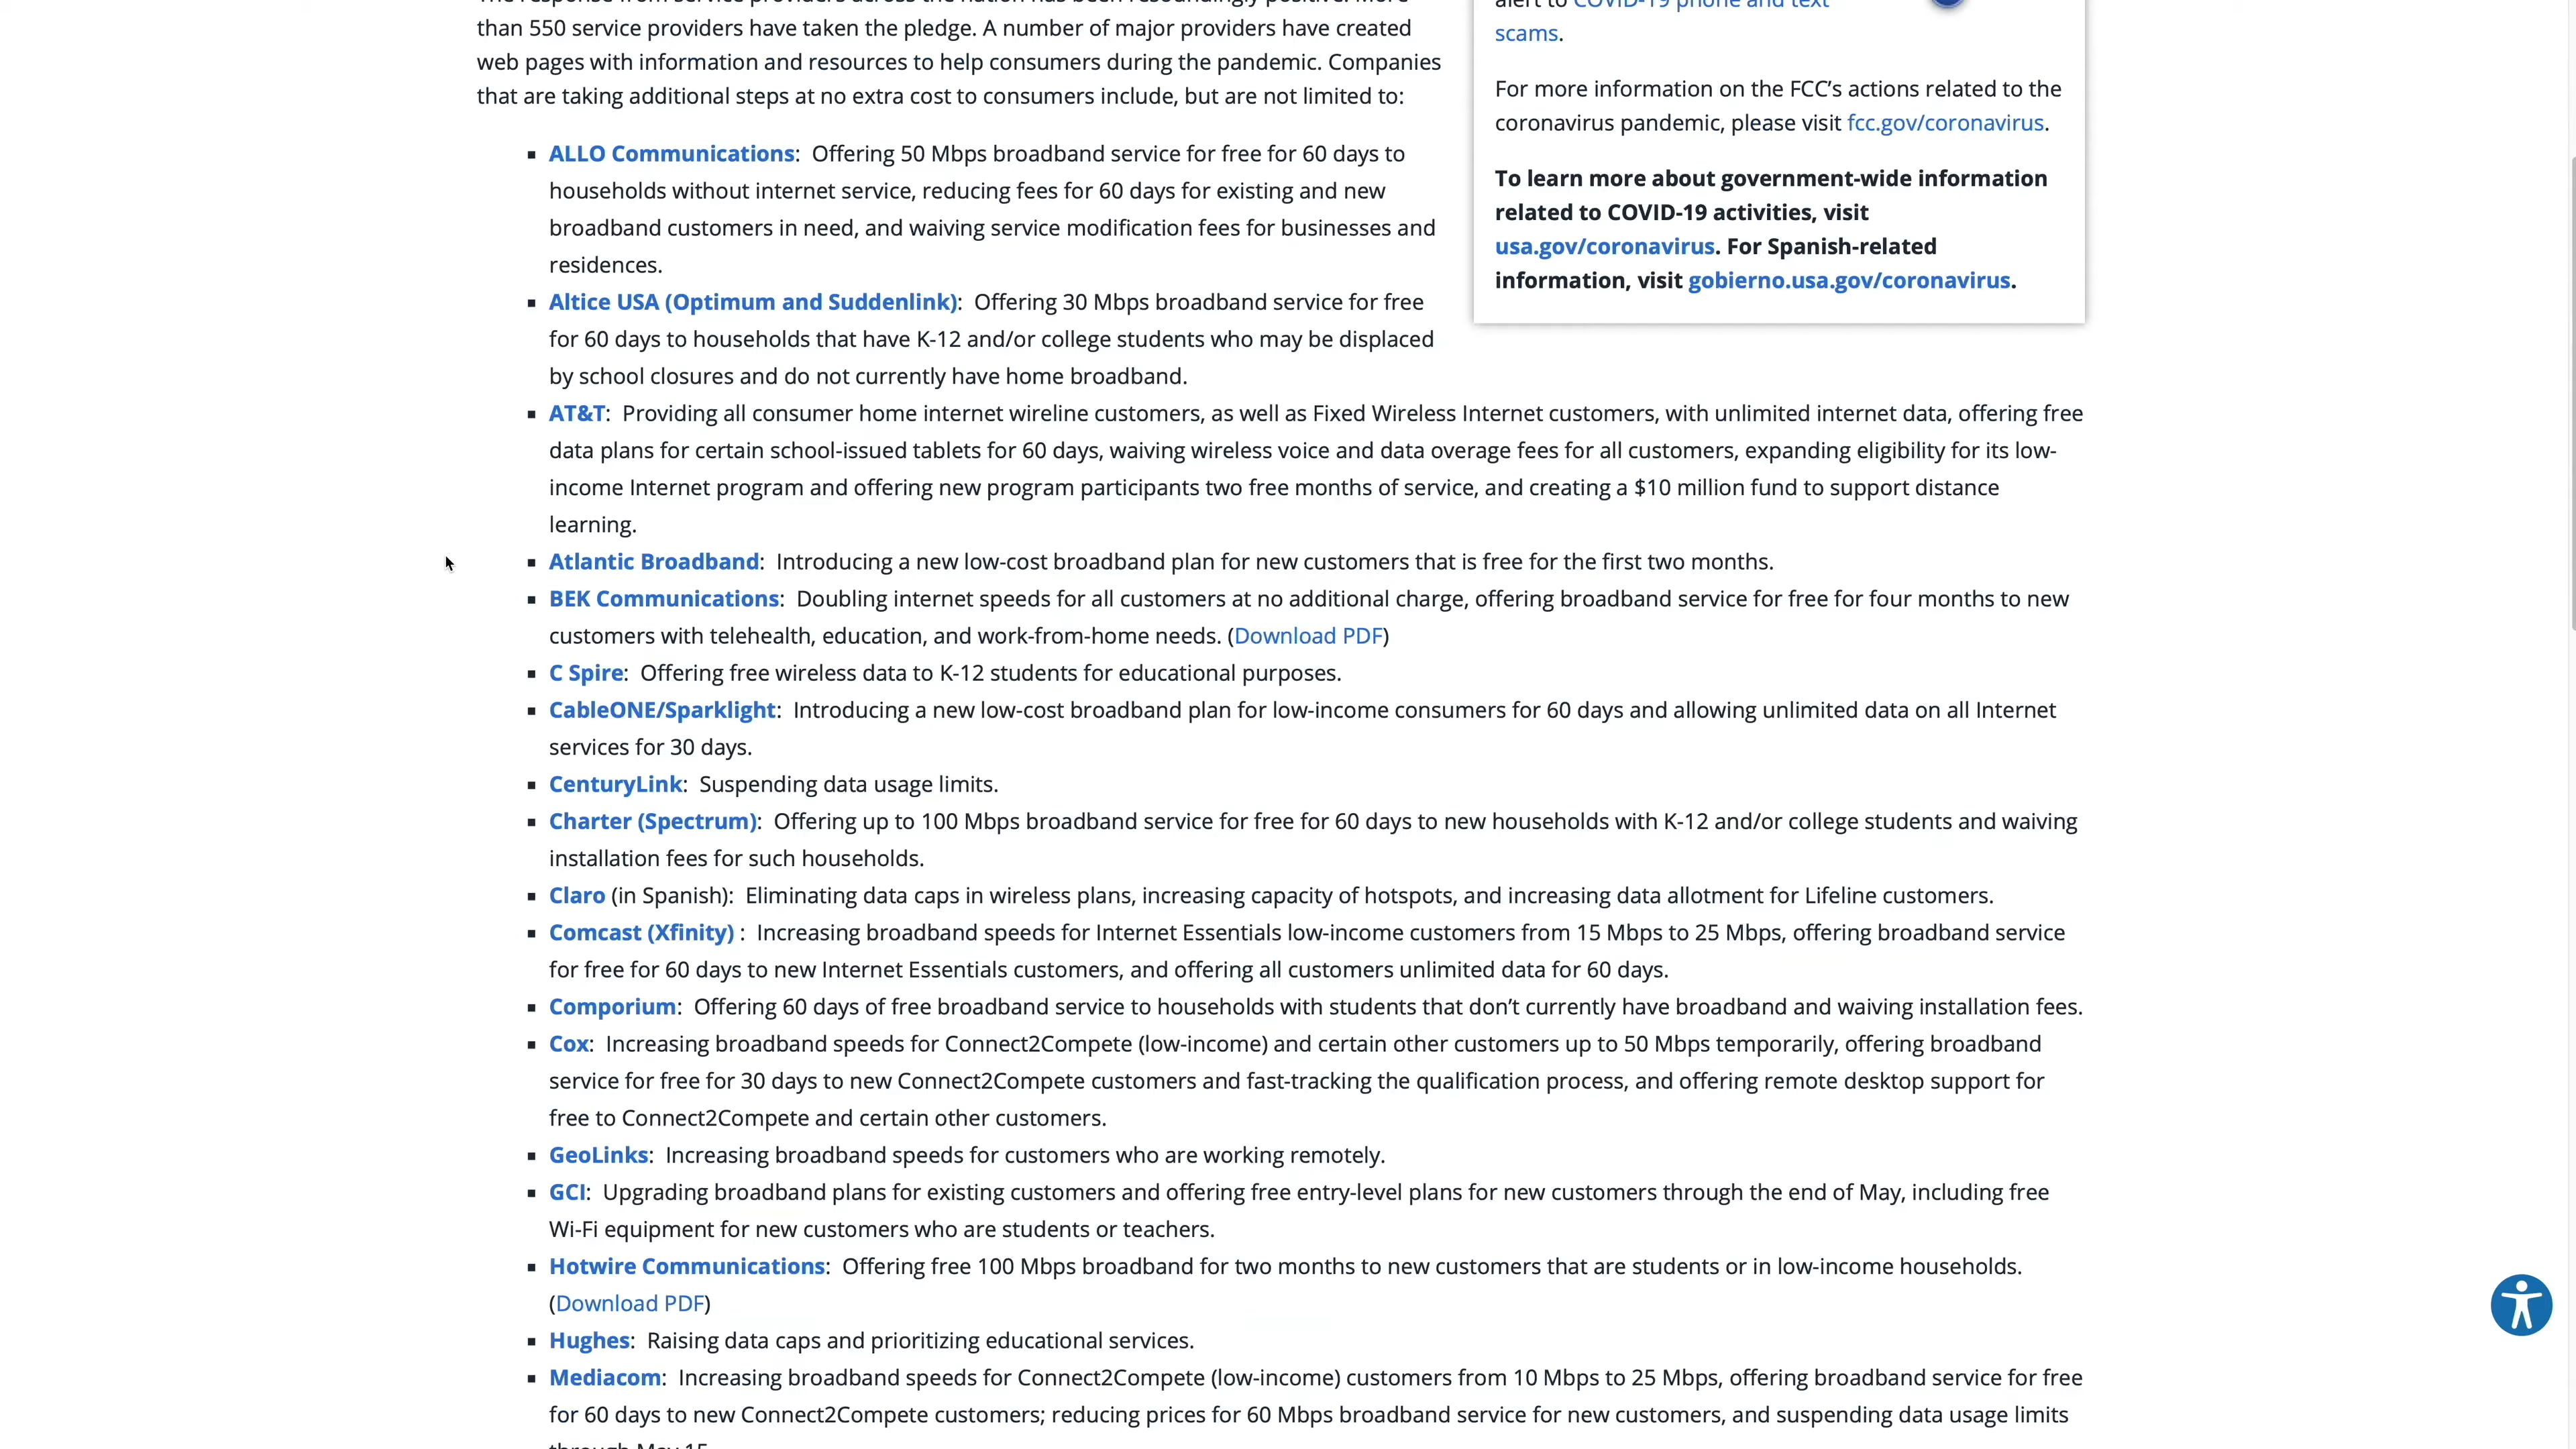 than 550 service providers have taken the pledge. A number of major providers have created
web pages with information and resources to help consumers during the pandemic. Companies
that are taking additional steps at no extra cost to consumers include, but are not limited to:
▪ ALLO Communications: Offering 50 Mbps broadband service for free for 60 days to
households without internet service, reducing fees for 60 days for existing and new
broadband customers in need, and waiving service modification fees for businesses and
residences.
▪ Altice USA (Optimum and Suddenlink): Offering 30 Mbps broadband service for free
for 60 days to households that have K-12 and/or college students who may be displaced
by school closures and do not currently have home broadband.
▪ AT&T: Providing all consumer home internet wireline customers, as well as Fixed Wireless Internet customers, with unlimited internet data, offering free
data plans for certain school-issued tablets for 60 days, waiving wireless voice and data overage fees for all customers, expanding eligibility for its low-
income Internet program and offering new program participants two free months of service, and creating a $10 million fund to support distance
learning.
▪ Atlantic Broadband: Introducing a new low-cost broadband plan for new customers that is free for the first two months.
▪ BEK Communications: Doubling internet speeds for all customers at no additional charge, offering broadband service for free for four months to new
customers with telehealth, education, and work-from-home needs. (Download PDF)
▪ C Spire: Offering free wireless data to K-12 students for educational purposes.
▪ CableONE/Sparklight: Introducing a new low-cost broadband plan for low-income consumers for 60 days and allowing unlimited data on all Internet
services for 30 days.
▪ CenturyLink: Suspending data usage limits.
▪ Charter (Spectrum): Offering up to 100 Mbps broadband service for free for 60 days to new households with K-12 and/or college students and waiving
installation fees for such households.
▪ Claro (in Spanish): Eliminating data caps in wireless plans, increasing capacity of hotspots, and increasing data allotment for Lifeline customers.
▪ Comcast (Xfinity) : Increasing broadband speeds for Internet Essentials low-income customers from 15 Mbps to 25 Mbps, offering broadband service
for free for 60 days to new Internet Essentials customers, and offering all customers unlimited data for 60 days.
▪ Comporium: Offering 60 days of free broadband service to households with students that don't currently have broadband and waiving installation fees.
▪ Cox: Increasing broadband speeds for Connect2Compete (low-income) and certain other customers up to 50 Mbps temporarily, offering broadband
service for free for 30 days to new Connect2Compete customers and fast-tracking the qualification process, and offering remote desktop support for
free to Connect2Compete and certain other customers.
▪ GeoLinks: Increasing broadband speeds for customers who are working remotely.
▪ GCI: Upgrading broadband plans for existing customers and offering free entry-level plans for new customers through the end of May, including free
Wi-Fi equipment for new customers who are students or teachers.
▪ Hotwire Communications: Offering free 100 Mbps broadband for two months to new customers that are students or in low-income households.
(Download PDF)
▪ Hughes: Raising data caps and prioritizing educational services.
▪ Mediacom: Increasing broadband speeds for Connect2Compete (low-income) customers from 10 Mbps to 25 Mbps, offering broadband service for free
for 60 days to new Connect2Compete customers; reducing prices for 60 Mbps broadband service for new customers, and suspending data usage limits
through May 15
alert to COVID-19 phone and text
scams.
For more information on the FCC's actions related to the
coronavirus pandemic, please visit fcc.gov/coronavirus.
To learn more about government-wide information
related to COVID-19 activities, visit
usa.gov/coronavirus. For Spanish-related
information, visit gobierno.usa.gov/coronavirus.